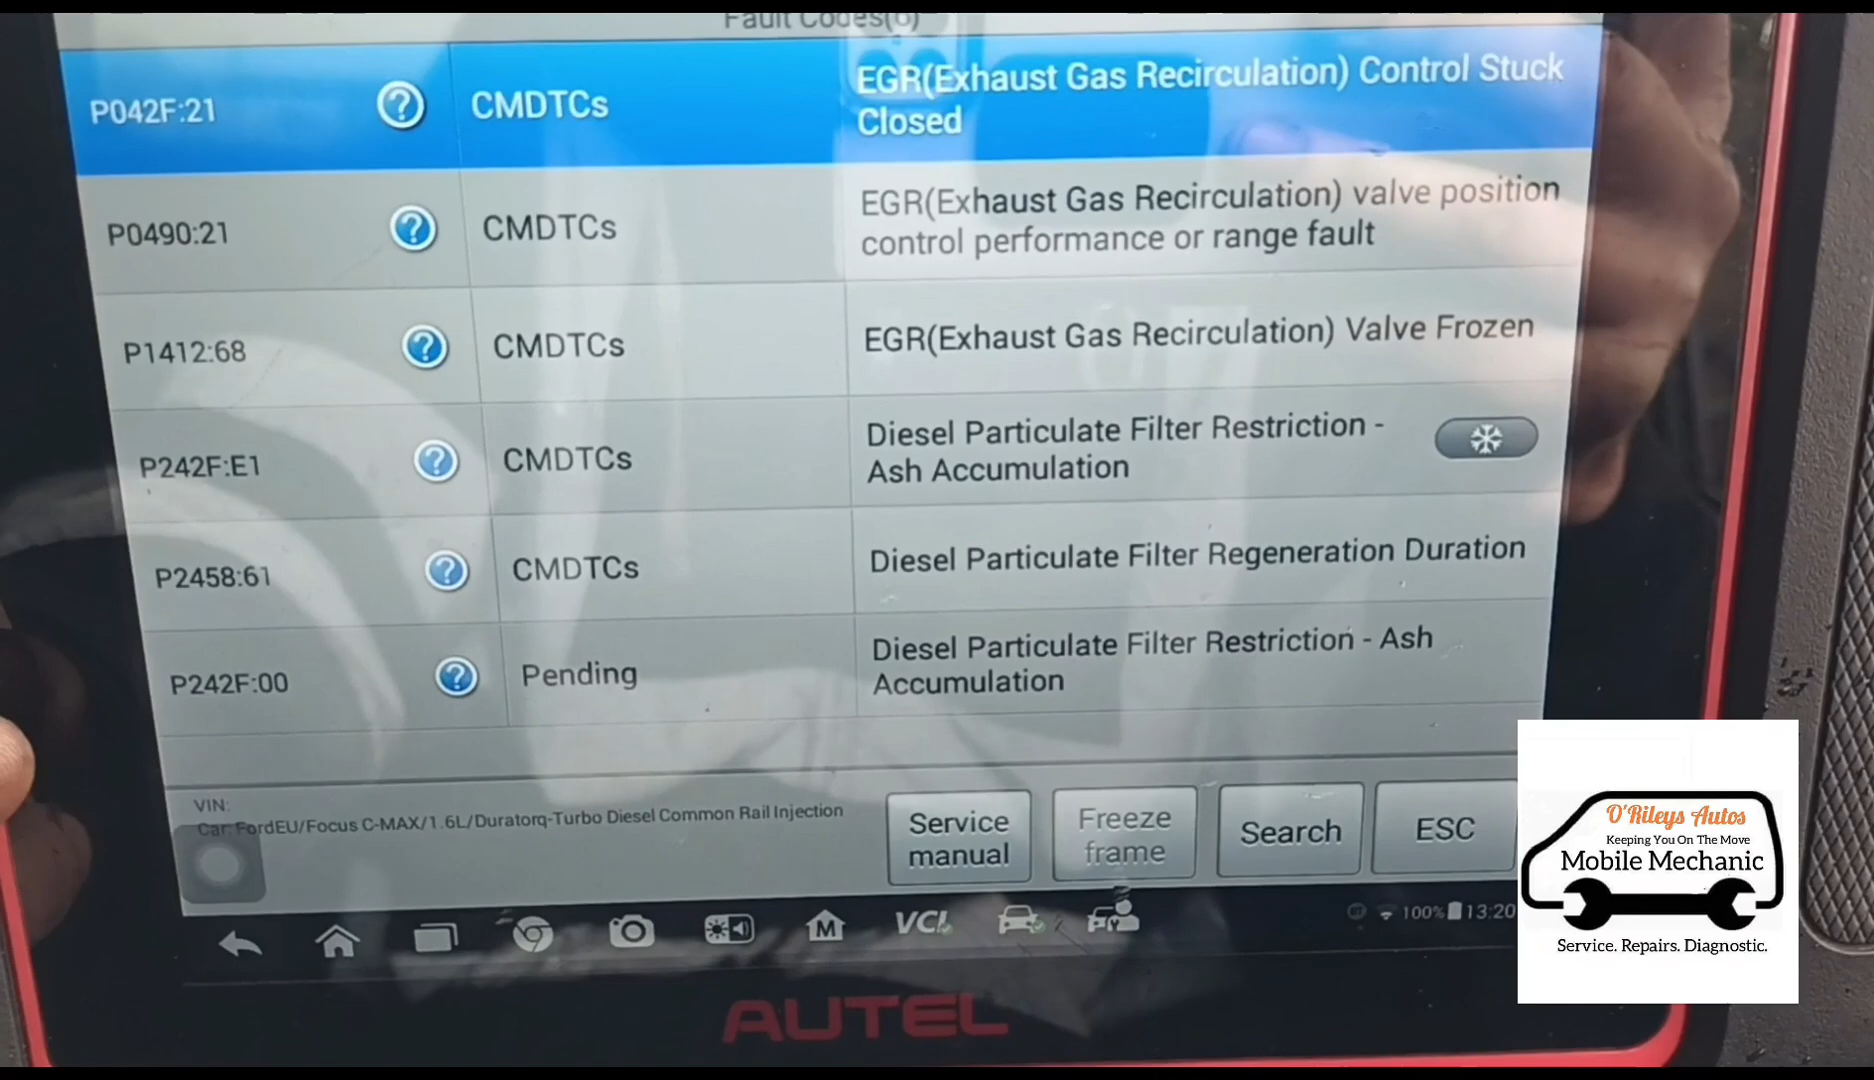 Fault Codes(6)
P042F:21 ? CMDTCs EGR(Exhaust Gas Recirculation) Control Stuck
Closed
P0490:21 ? CMDTCs EGR(Exhaust Gas Recirculation) valve position
control performance or range fault
P1412:68 ? CMDTCs EGR(Exhaust Gas Recirculation) Valve Frozen
P242F:E1 ? CMDTCs Diesel Particulate Filter Restriction -
Ash Accumulation
P2458:61 ? CMDTCs Diesel Particulate Filter Regeneration Duration
P242F:00 ? Pending Diesel Particulate Filter Restriction - Ash
Accumulation
VIN:
Car: FordEU/Focus C-MAX/1.6L/Duratorq-Turbo Diesel Common Rail Injection
Service
manual
Freeze
frame
Search
ESC
M
VCI
100% 13:20
AUTEL
O'Rileys Autos
Keeping You On The Move
Mobile Mechanic
Service. Repairs. Diagnostic.